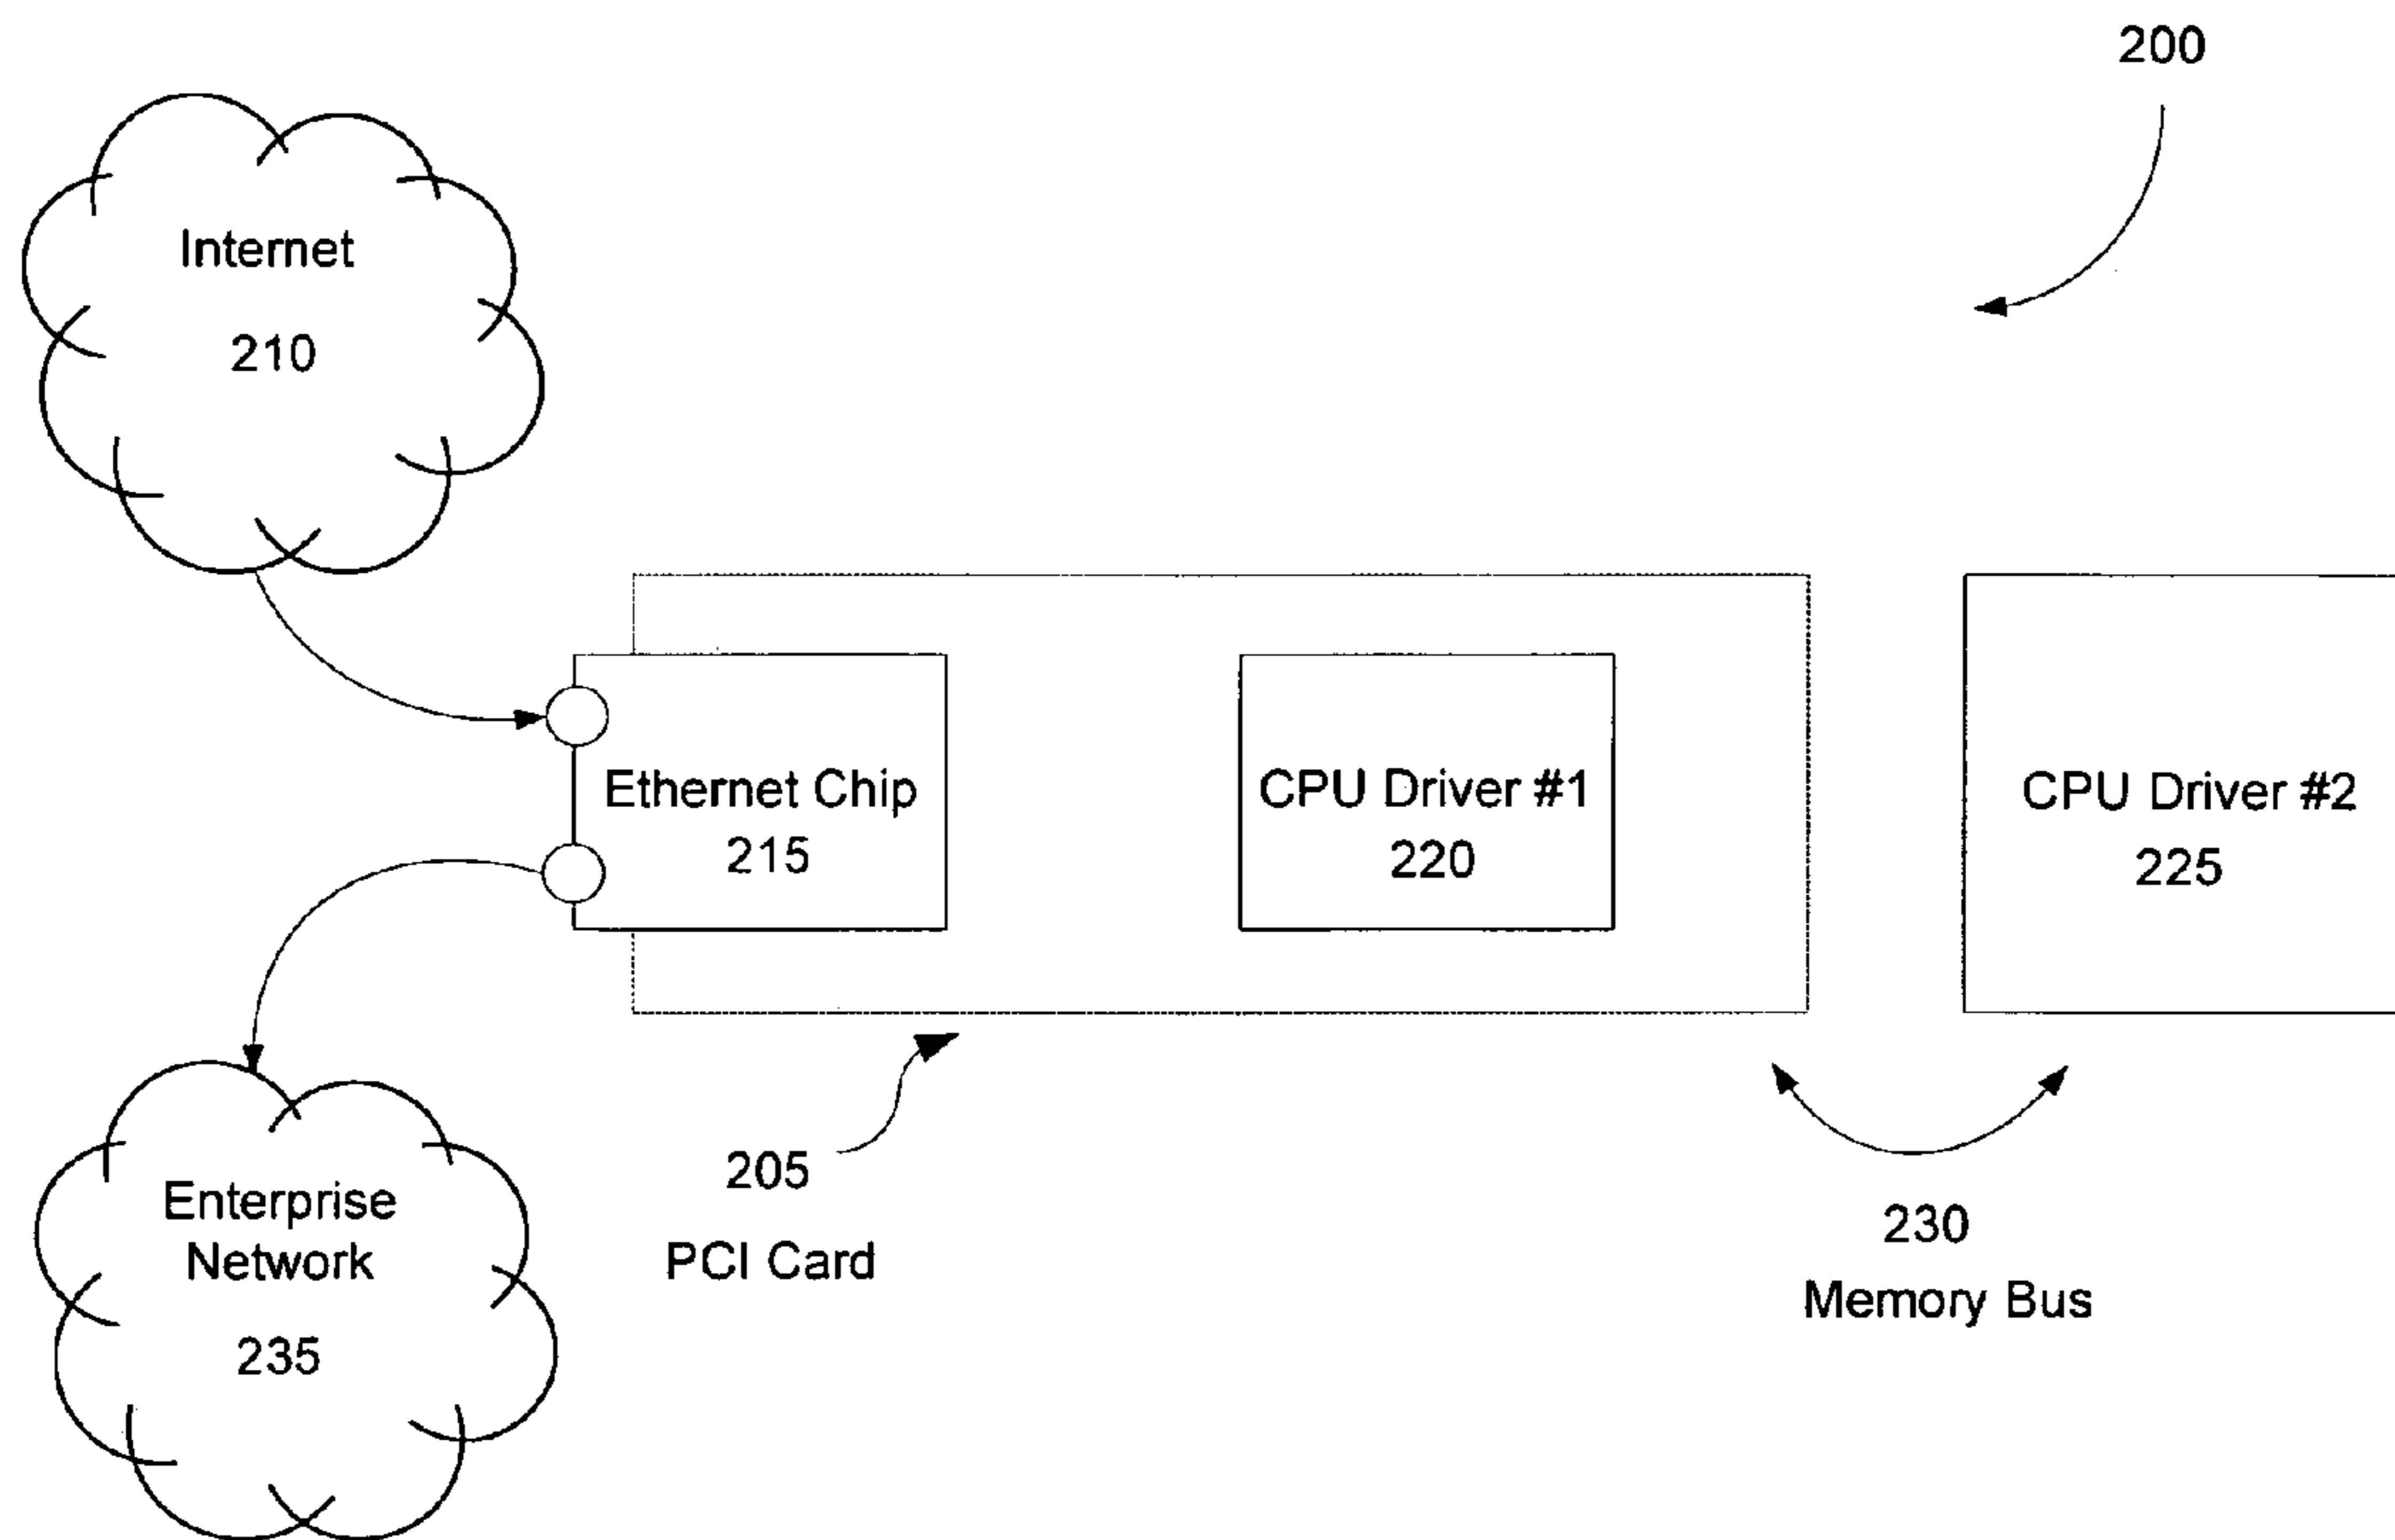 200
Internet
210
Ethernet Chip
215
CPU Driver #1
220
CPU Driver #2
225
205
PCI Card
230
Memory Bus
Enterprise
Network
235